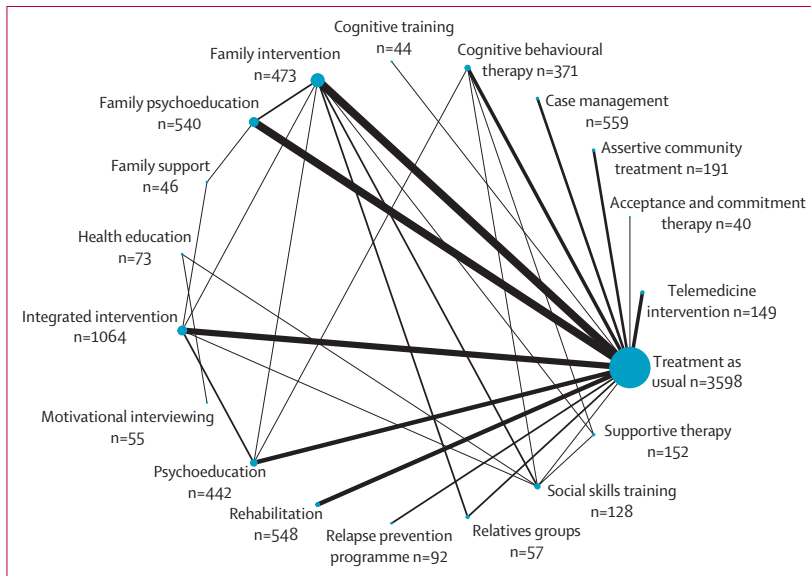 Cognitive training
n=44
Cognitive behavioural
therapy n=371
Family intervention
n=473
Case management
n=559
Family psychoeducation
n=540
Assertive community
treatment n=191
Family support
n=46
Acceptance and commitment
therapy n=40
Health education
n=73
Telemedicine
intervention n=149
Integrated intervention
n=1064
Treatment as
usual n=3598
Motivational interviewing
n=55
Supportive therapy
n=152
Psychoeducation
n=442
Social skills training
n=128
Rehabilitation
n=548
Relapse prevention
programme n=92
Relatives groups
n=57